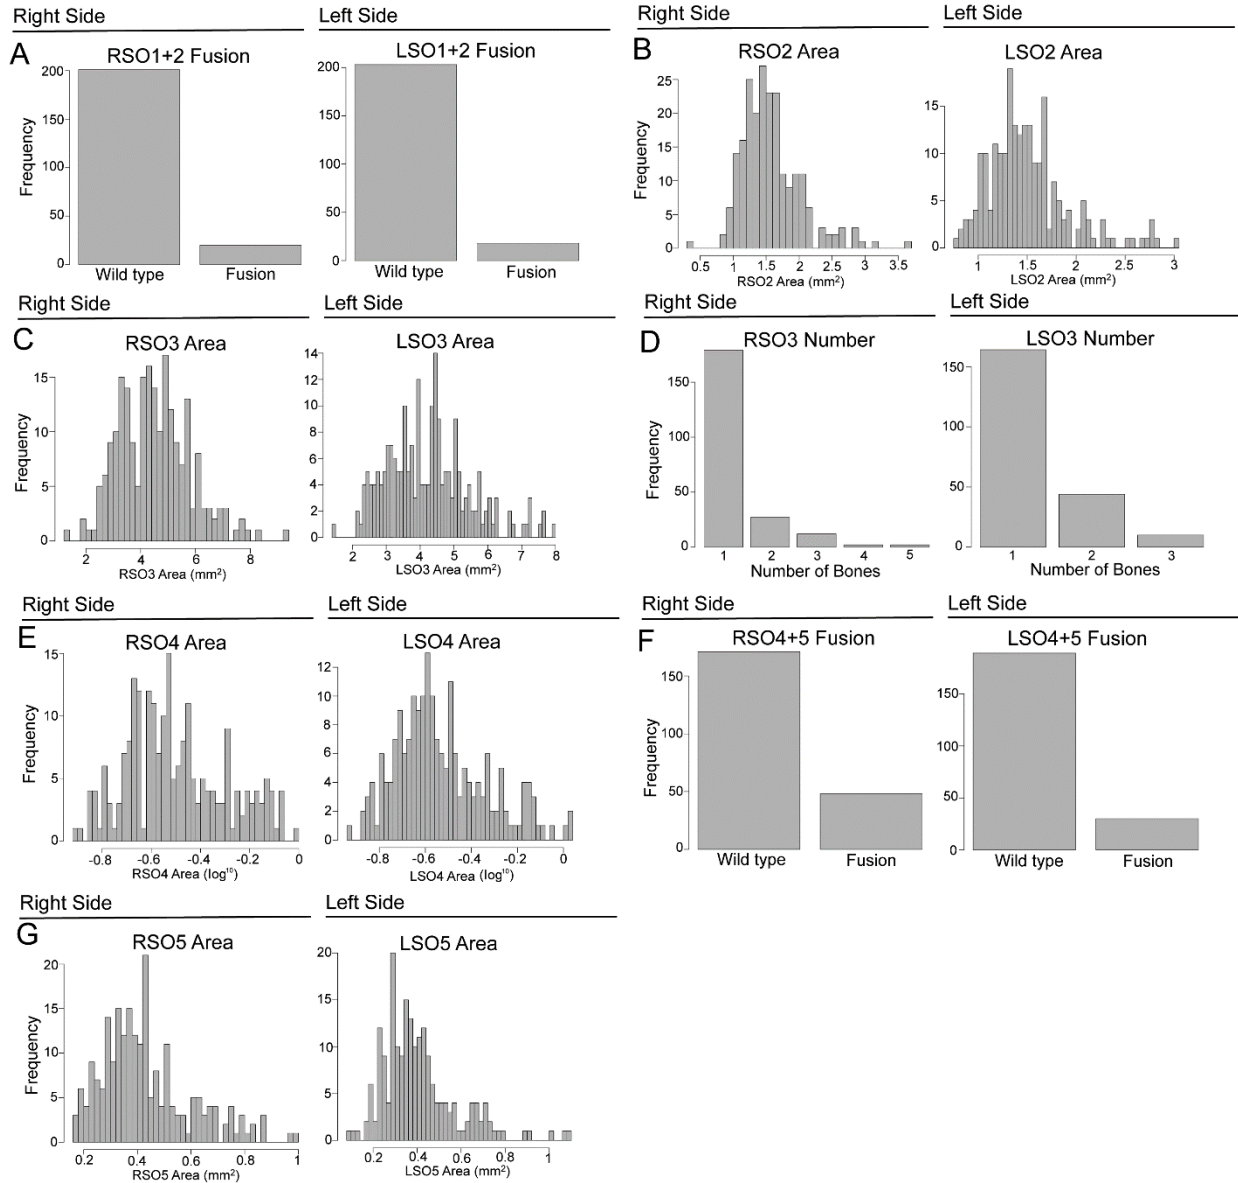 Right Side
Left Side
A
RSO1+2 Fusion
Frequency
200
150
100
50
0
Wild type
Fusion
LSO1+2 Fusion
200
150
100
50
0
Wild type
Fusion
Right Side
Left Side
B
RSO2 Area
Frequency
25
20
15
10
5
0
0.5 1 1.5 2 2.5 3 3.5
RSO2 Area (mm²)
LSO2 Area
15
10
5
0
1 1.5 2 2.5 3
LSO2 Area (mm²)
Right Side
Left Side
C
RSO3 Area
Frequency
15
10
5
0
2 4 6 8
RSO3 Area (mm²)
LSO3 Area
14
12
10
8
6
4
2
0
2 3 4 5 6 7 8
LSO3 Area (mm²)
Right Side
Left Side
D
RSO3 Number
Frequency
150
100
50
0
1 2 3 4 5
Number of Bones
LSO3 Number
150
100
50
0
1 2 3
Number of Bones
Right Side
Left Side
E
RSO4 Area
Frequency
15
10
5
0
-0.8 -0.6 -0.4 -0.2 0
RSO4 Area (log¹⁰)
LSO4 Area
12
10
8
6
4
2
0
-0.8 -0.6 -0.4 -0.2 0
LSO4 Area (log¹⁰)
Right Side
Left Side
F
RSO4+5 Fusion
Frequency
150
100
50
0
Wild type
Fusion
LSO4+5 Fusion
150
100
50
0
Wild type
Fusion
Right Side
Left Side
G
RSO5 Area
Frequency
20
15
10
5
0
0.2 0.4 0.6 0.8 1
RSO5 Area (mm²)
LSO5 Area
20
15
10
5
0
0.2 0.4 0.6 0.8 1
LSO5 Area (mm²)